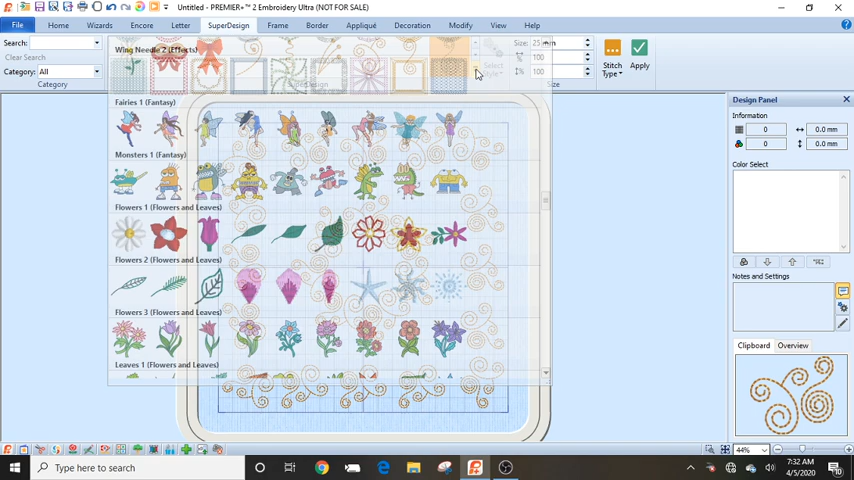 Untitled - PREMIER+™ 2 Embroidery Ultra (NOT FOR SALE)
File Home Wizards Encore Letter SuperDesign Frame Border Appliqué Decoration Modify View Help
Search:
Clear Search
Category: All
Category
Wing Needle 2 (Effects)
SuperDesign
Select Style
Size: 25 mm
% 100
% 100
Size
Stitch Type
Apply
Fairies 1 (Fantasy)
Monsters 1 (Fantasy)
Flowers 1 (Flowers and Leaves)
Flowers 2 (Flowers and Leaves)
Flowers 3 (Flowers and Leaves)
Leaves 1 (Flowers and Leaves)
Design Panel
Information
0 0.0 mm
0 0.0 mm
Color Select
Notes and Settings
Clipboard Overview
44%
Type here to search
7:32 AM
4/5/2020